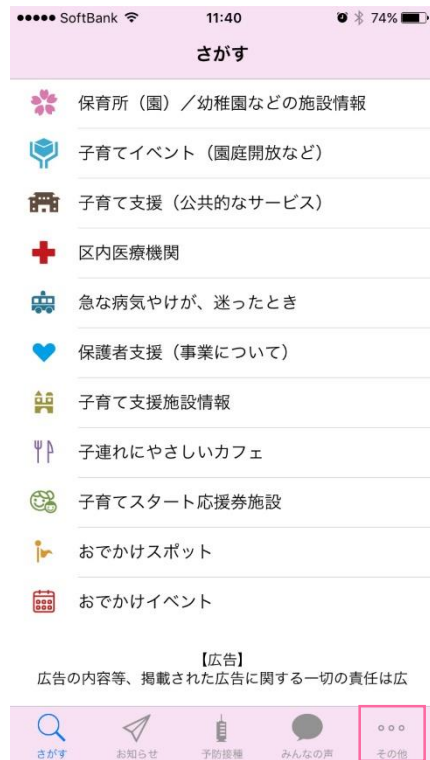 SoftBank 11:40 74%
さがす
保育所（園）／幼稚園などの施設情報
子育てイベント（園庭開放など）
子育て支援（公共的なサービス）
区内医療機関
急な病気やけが、迷ったとき
保護者支援（事業について）
子育て支援施設情報
子連れにやさしいカフェ
子育てスタート応援券施設
おでかけスポット
おでかけイベント
【広告】
広告の内容等、掲載された広告に関する一切の責任は広
さがす お知らせ 予防接種 みんなの声 その他